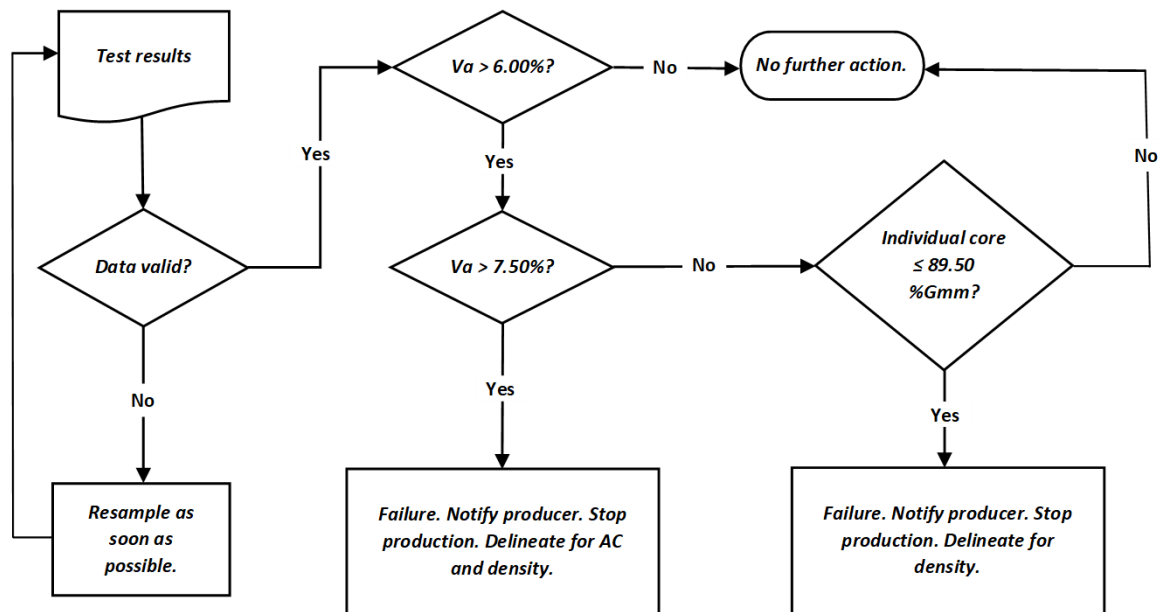 Test results
Va > 6.00%?
No
No further action.
Yes
Yes
No
Data valid?
Va > 7.50%?
No
Individual core
≤ 89.50
%Gmm?
No
Yes
Yes
Resample as
soon as
possible.
Failure. Notify producer. Stop
production. Delineate for AC
and density.
Failure. Notify producer. Stop
production. Delineate for
density.